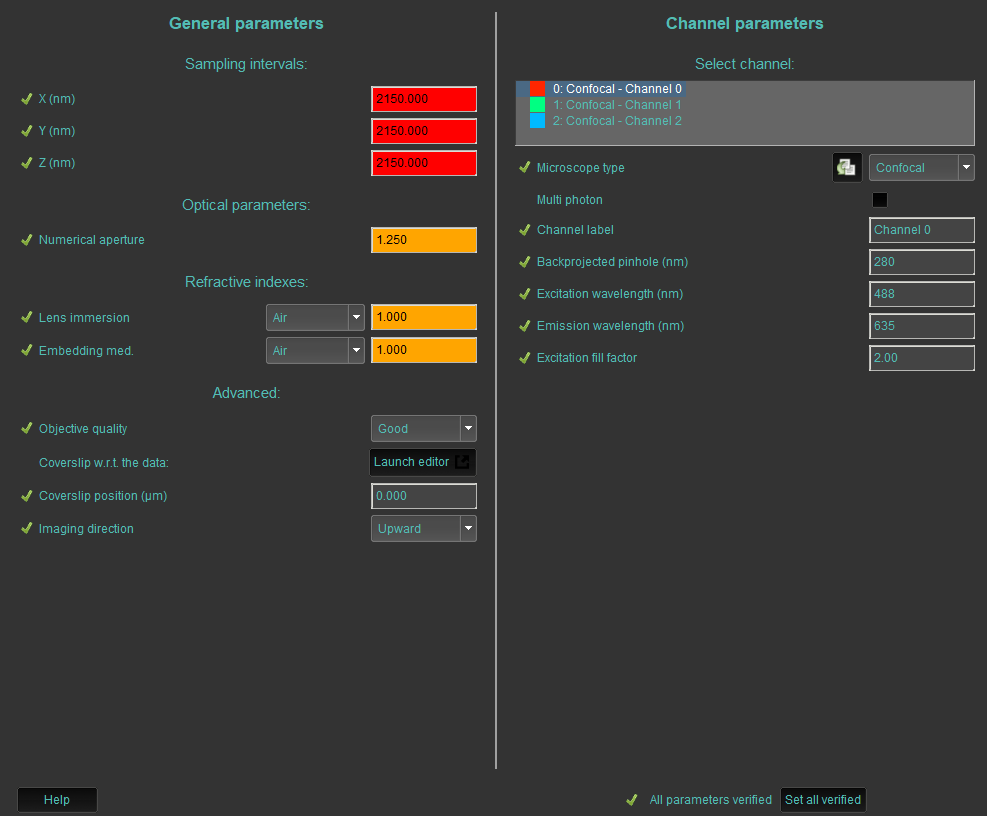 General parameters
Sampling intervals:
X (nm) 2150.000
Y (nm) 2150.000
Z (nm) 2150.000
Optical parameters:
Numerical aperture 1.250
Refractive indexes:
Lens immersion Air 1.000
Embedding med. Air 1.000
Advanced:
Objective quality Good
Coverslip w.r.t. the data: Launch editor
Coverslip position (µm) 0.000
Imaging direction Upward
Channel parameters
Select channel:
0: Confocal - Channel 0
1: Confocal - Channel 1
2: Confocal - Channel 2
Microscope type Confocal
Multi photon
Channel label Channel 0
Backprojected pinhole (nm) 280
Excitation wavelength (nm) 488
Emission wavelength (nm) 635
Excitation fill factor 2.00
Help All parameters verified Set all verified